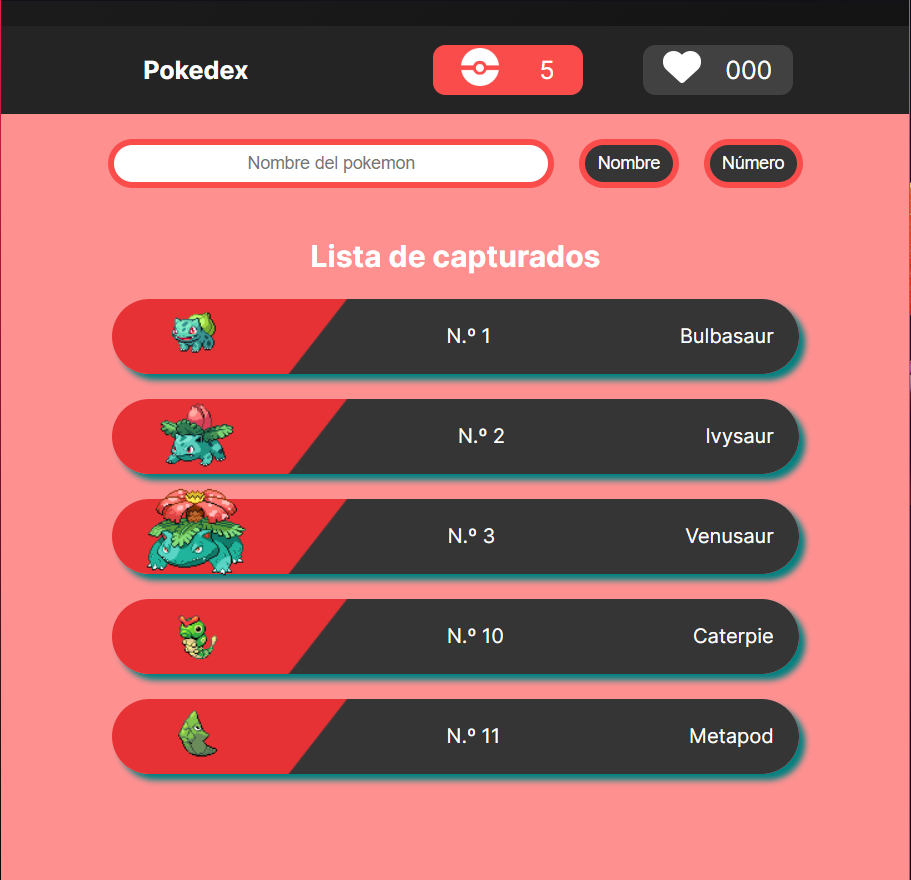 Pokedex 5 000
Nombre del pokemon Nombre Número
Lista de capturados
N.º 1 Bulbasaur
N.º 2 Ivysaur
N.º 3 Venusaur
N.º 10 Caterpie
N.º 11 Metapod